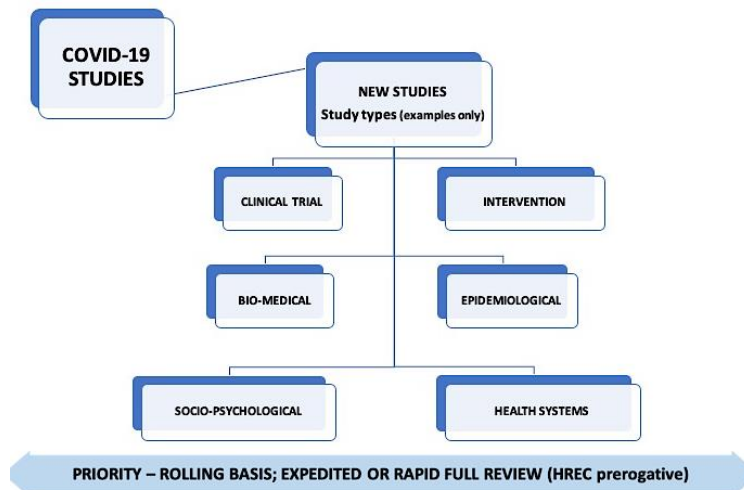 COVID-19
STUDIES
NEW STUDIES
Study types (examples only)
CLINICAL TRIAL
INTERVENTION
BIO-MEDICAL
EPIDEMIOLOGICAL
SOCIO-PSYCHOLOGICAL
HEALTH SYSTEMS
PRIORITY – ROLLING BASIS; EXPEDITED OR RAPID FULL REVIEW (HREC prerogative)